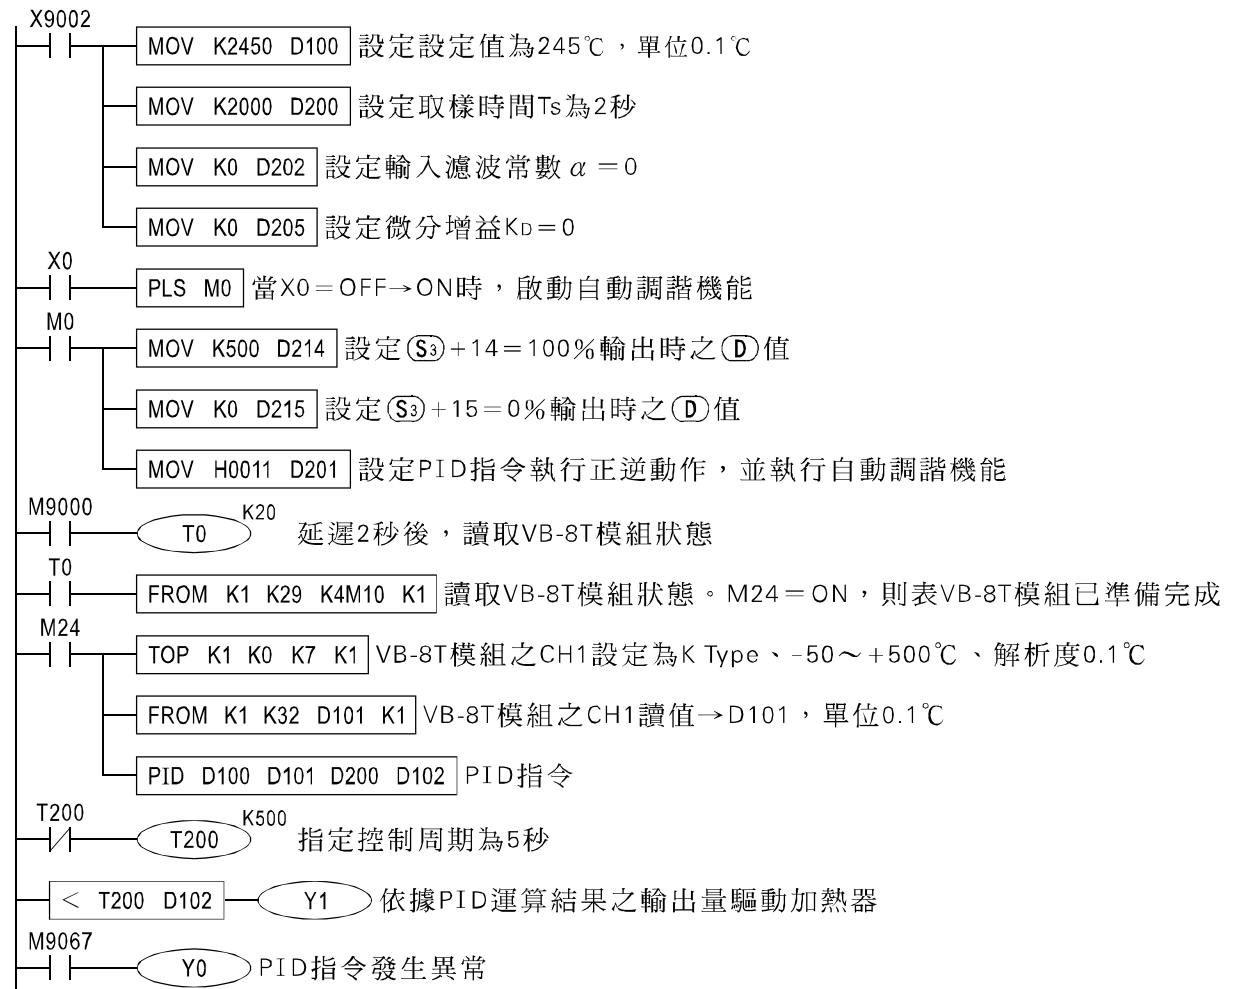 X9002
MOV K2450 D100 設定設定值為245℃，單位0.1℃
MOV K2000 D200 設定取樣時間Ts為2秒
MOV K0 D202 設定輸入濾波常數α＝0
MOV K0 D205 設定微分增益KD＝0
X0
PLS M0 當X0＝OFF→ON時，啟動自動調諧機能
M0
MOV K500 D214 設定(S3)+14＝100%輸出時之(D)值
MOV K0 D215 設定(S3)+15＝0%輸出時之(D)值
MOV H0011 D201 設定PID指令執行正逆動作，並執行自動調諧機能
M9000
T0 K20 延遲2秒後，讀取VB-8T模組狀態
T0
FROM K1 K29 K4M10 K1 讀取VB-8T模組狀態。M24＝ON，則表VB-8T模組已準備完成
M24
TOP K1 K0 K7 K1 VB-8T模組之CH1設定為K Type、-50～+500℃、解析度0.1℃
FROM K1 K32 D101 K1 VB-8T模組之CH1讀值→D101，單位0.1℃
PID D100 D101 D200 D102 PID指令
T200
T200 K500 指定控制周期為5秒
< T200 D102 Y1 依據PID運算結果之輸出量驅動加熱器
M9067
Y0 PID指令發生異常